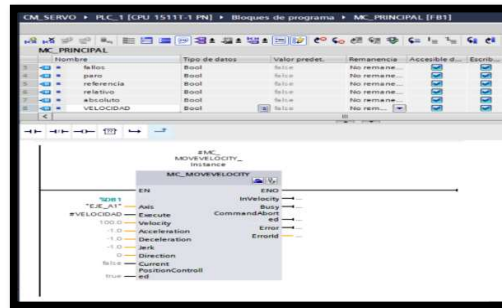 CM_SERVO ▸ PLC_1 [CPU 1511T-1 PN] ▸ Bloques de programa ▸ MC_PRINCIPAL [FB1]
MC_PRINCIPAL
Nombre Tipo de datos Valor predet. Remanencia Accesible d... Escrib...
fallos Bool false No remane...
paro Bool false No remane...
referencia Bool false No remane...
relativo Bool false No remane...
absoluto Bool false No remane...
VELOCIDAD Bool false No rem...
#MC_
MOVEVELOCITY_
Instance
MC_MOVEVELOCITY
EN ENO
%DB1
"EJE_A1" Axis InVelocity ...
#VELOCIDAD Execute Busy ...
100.0 Velocity CommandAbort
ed ...
-1.0 Acceleration
-1.0 Deceleration Error ...
-1.0 Jerk ErrorId ...
0 Direction
false Current
PositionControll
true ed